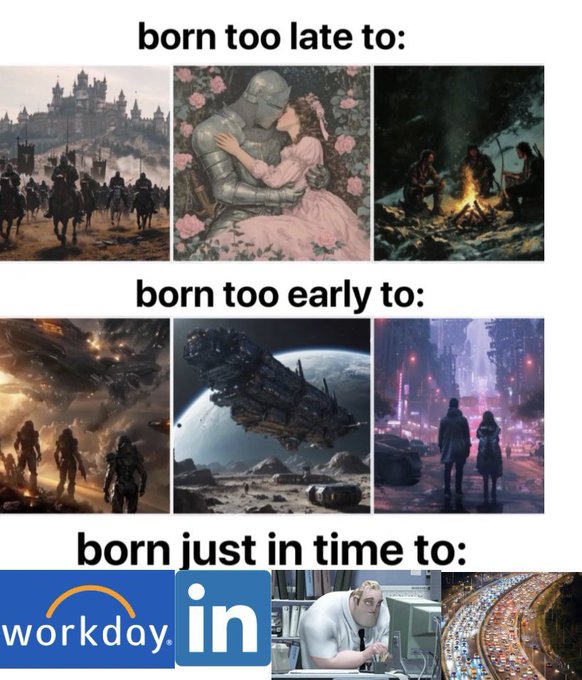 born too late to:
born too early to:
born just in time to:
workday®
in